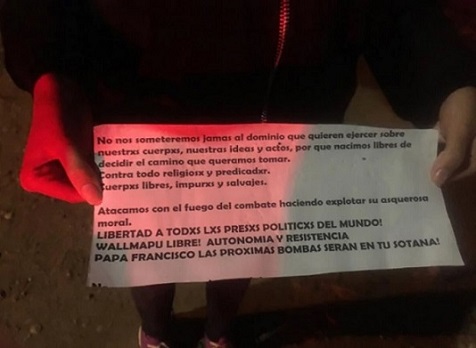 No nos someteremos jamas al dominio que quieren ejercer sobre
nuestrxs cuerpxs, nuestras ideas y actos, por que nacimos libres de
decidir el camino que queramos tomar.
Contra todo religiosx y predicadxr.
Cuerpxs libres, impurxs y salvajes.
Atacamos con el fuego del combate haciendo explotar su asquerosa
moral.
LIBERTAD A TODXS LXS PRESXS POLITICXS DEL MUNDO!
WALLMAPU LIBRE! AUTONOMIA Y RESISTENCIA
PAPA FRANCISCO LAS PROXIMAS BOMBAS SERAN EN TU SOTANA!